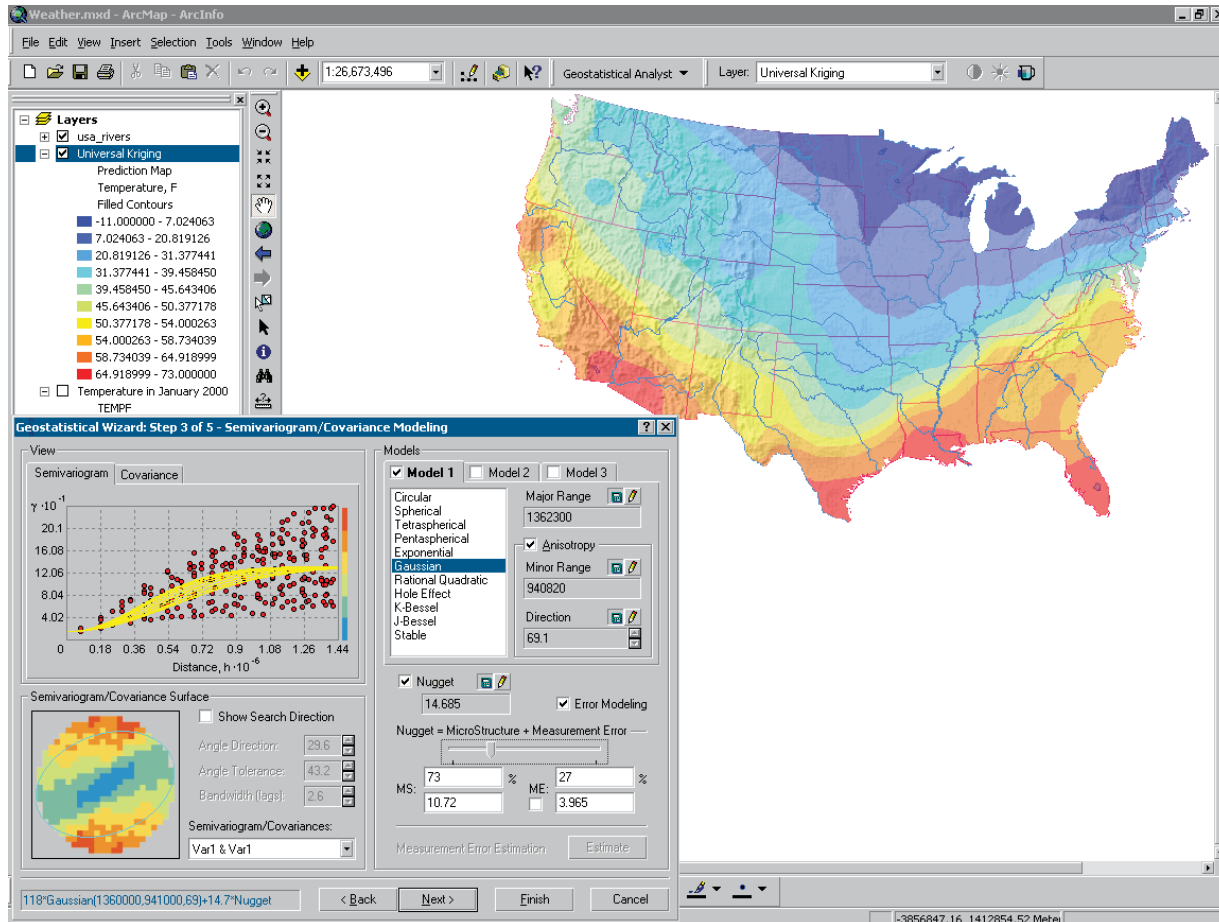 Weather.mxd - ArcMap - ArcInfo
File Edit View Insert Selection Tools Window Help
1:26,673,496
Geostatistical Analyst
Layer: Universal Kriging
Layers
usa_rivers
Universal Kriging
Prediction Map
Temperature, F
Filled Contours
-11.000000 - 7.024063
7.024063 - 20.819126
20.819126 - 31.377441
31.377441 - 39.458450
39.458450 - 45.643406
45.643406 - 50.377178
50.377178 - 54.000263
54.000263 - 58.734039
58.734039 - 64.918999
64.918999 - 73.000000
Temperature in January 2000
TEMPF
Geostatistical Wizard: Step 3 of 5 - Semivariogram/Covariance Modeling
View
Semivariogram Covariance
γ·10⁻¹
20.1
16.08
12.06
8.04
4.02
0 0.18 0.36 0.54 0.72 0.9 1.08 1.26 1.44
Distance, h·10⁻⁶
Semivariogram/Covariance Surface
Show Search Direction
Angle Direction: 29.6
Angle Tolerance: 43.2
Bandwidth (lags): 2.6
Semivariogram/Covariances:
Var1 & Var1
Models
Model 1 Model 2 Model 3
Circular
Spherical
Tetraspherical
Pentaspherical
Exponential
Gaussian
Rational Quadratic
Hole Effect
K-Bessel
J-Bessel
Stable
Major Range
1362300
Anisotropy
Minor Range
940820
Direction
69.1
Nugget
14.685
Error Modeling
Nugget = MicroStructure + Measurement Error
MS: 73 % ME: 27 %
10.72 3.965
Measurement Error Estimation Estimate
118*Gaussian(1360000,941000,69)+14.7*Nugget
< Back Next > Finish Cancel
-3856847.16 1412854.52 Meter